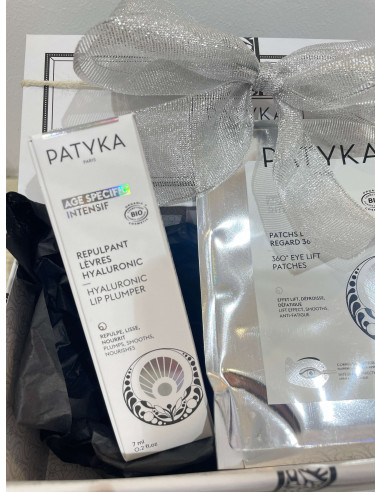 PATYKA
PARIS
AGE SPECIFIC
INTENSIF
BIO
REPULPANT
LÈVRES
HYALURONIC
HYALURONIC
LIP PLUMPER
REPULPE, LISSE,
NOURRIT
PLUMPS, SMOOTHS,
NOURISHES
7 ml
0.2 fl.oz
PATYKA
BIO
PATCHS
REGARD 36
360° EYE LIFT
PATCHES
EFFET LIFT, DÉFROISSE,
DÉFATIGUE
LIFT EFFECT, SMOOTHS,
ANTI-FATIGUE